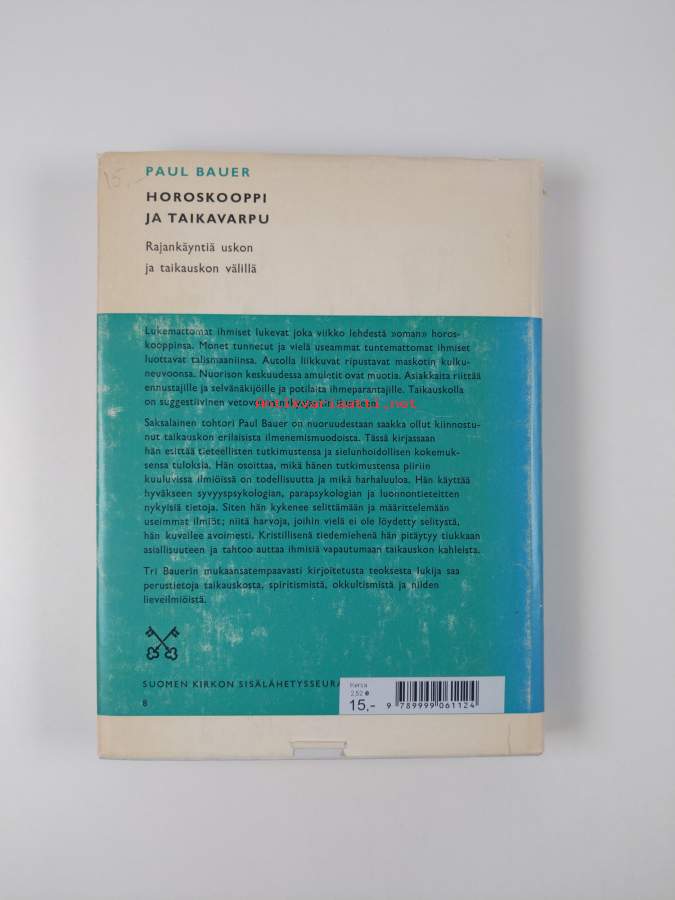 15,-
PAUL BAUER
HOROSKOOPPI
JA TAIKAVARPU
Rajankäyntiä uskon
ja taikauskon välillä
Lukemattomat ihmiset lukevat joka viikko lehdestä »oman» horos-
kooppinsa. Monet tunnetut ja vielä useammat tuntemattomat ihmiset
luottavat talismaaniinsa. Autolla liikkuvat ripustavat maskotin kulku-
neuvoonsa. Nuorison keskuudessa amuletit ovat muotia. Asiakkaita riittää
ennustajille ja selvänäkijöille ja potilaita ihmeparantajille. Taikauskolla
on suggestiivinen
Antikvariaatti.net
Saksalainen tohtori Paul Bauer on nuoruudestaan saakka ollut kiinnostu-
nut taikauskon erilaisista ilmenemismuodoista. Tässä kirjassaan
hän esittää tieteellisten tutkimustensa ja sielunhoidollisen kokemuk-
sensa tuloksia. Hän osoittaa, mikä hänen tutkimustensa piiriin
kuuluvissa ilmiöissä on todellisuutta ja mikä harhaluuloa. Hän käyttää
hyväkseen syvyyspsykologian, parapsykologian ja luonnontieteitten
nykyisiä tietoja. Siten hän kykenee selittämään ja määrittelemään
useimmat ilmiöt; niitä harvoja, joihin vielä ei ole löydetty selitystä,
hän kuvailee avoimesti. Kristillisenä tiedemiehenä hän pitäytyy tiukkaan
asiallisuuteen ja tahtoo auttaa ihmisiä vapautumaan taikauskon kahleista.
Tri Bauerin mukaansatempaavasti kirjoitetusta teoksesta lukija saa
perustietoja taikauskosta, spiritismistä, okkultismista ja niiden
lieveilmiöistä.
SUOMEN KIRKON SISÄLÄHETYSSEURA
8
Kerva
2,52
15,-
9 789999 061124